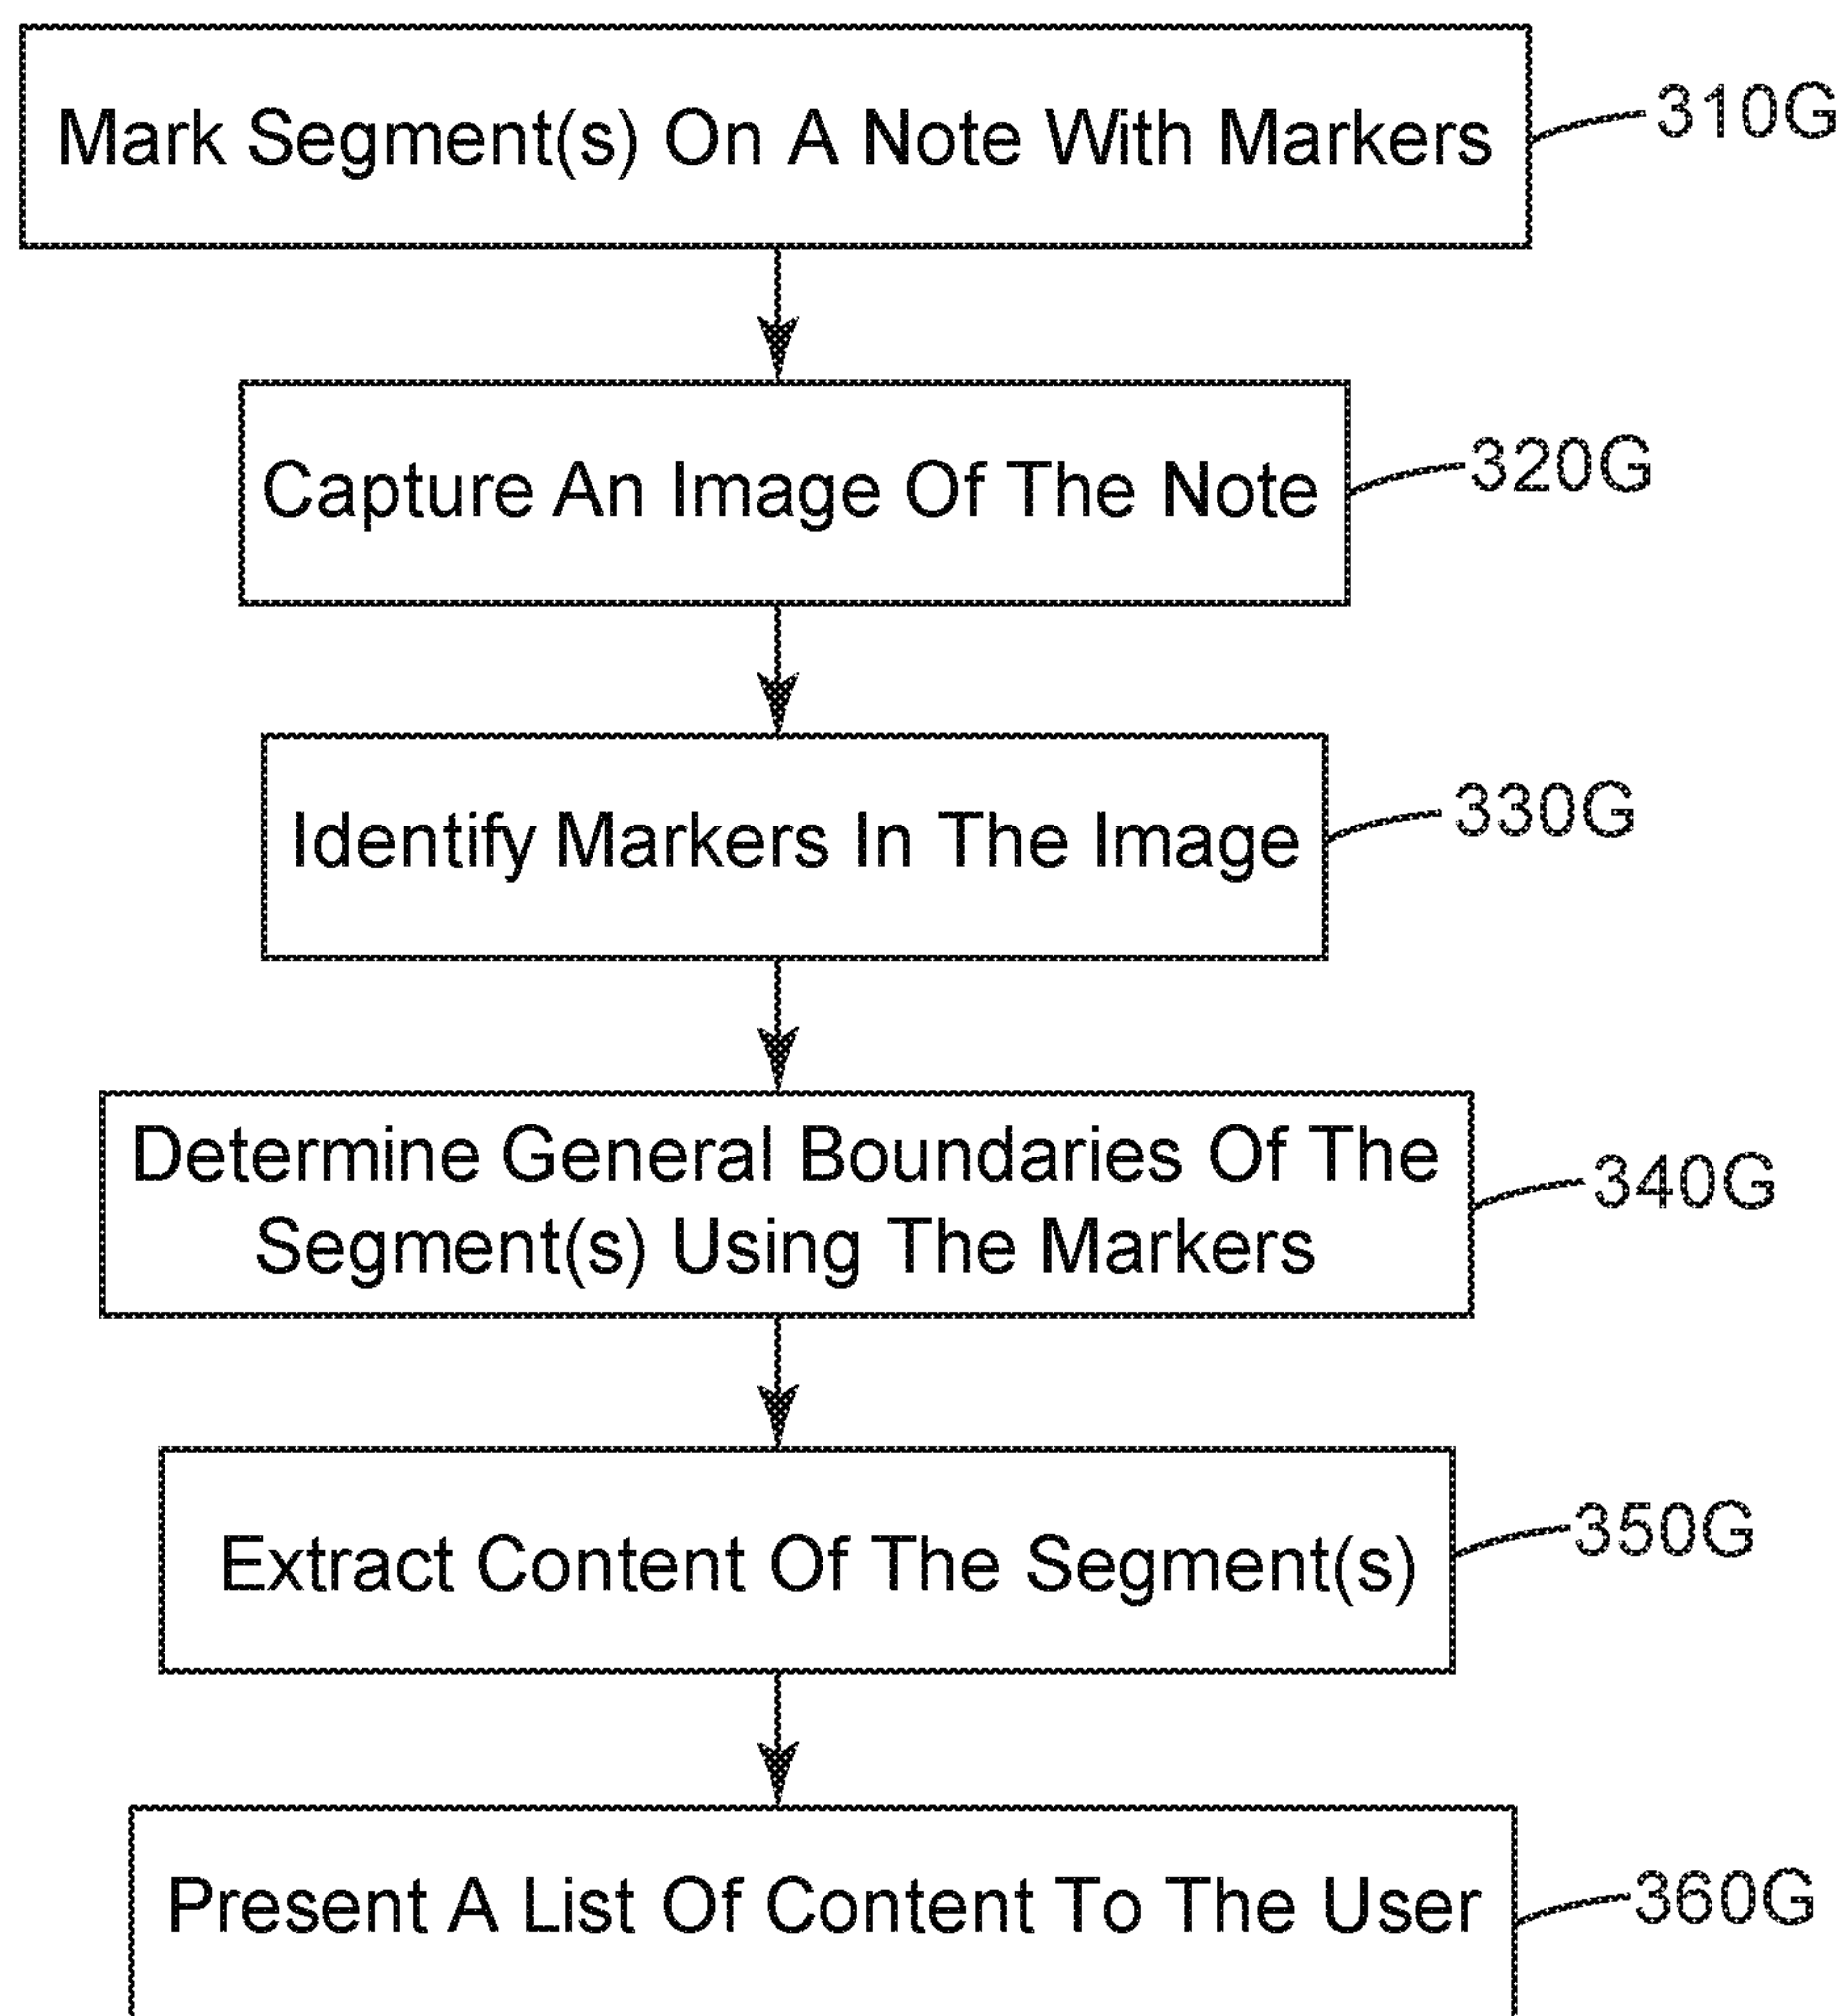 Mark Segment(s) On A Note With Markers
310G
Capture An Image Of The Note
320G
Identify Markers In The Image
330G
Determine General Boundaries Of The
Segment(s) Using The Markers
340G
Extract Content Of The Segment(s)
350G
Present A List Of Content To The User
360G